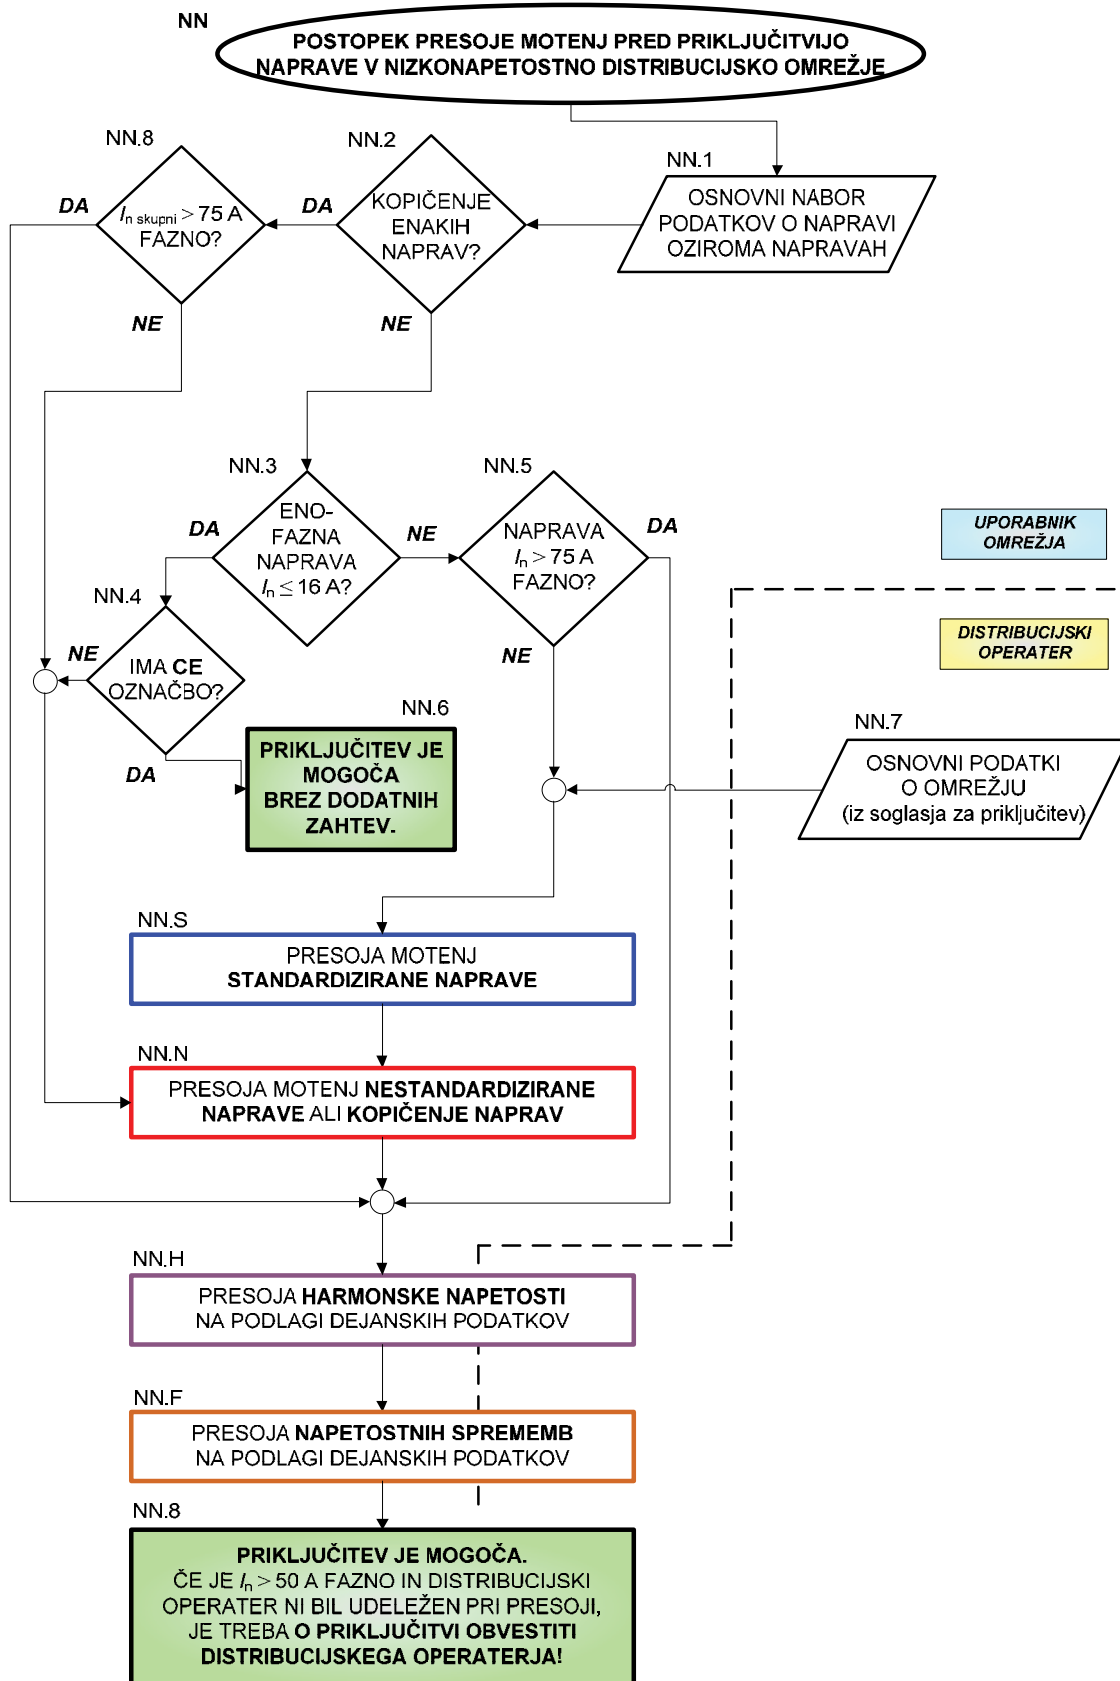 NN
POSTOPEK PRESOJE MOTENJ PRED PRIKLJUČITVIJO
NAPRAVE V NIZKONAPETOSTNO DISTRIBUCIJSKO OMREŽJE
NN.8
In skupni > 75 A
FAZNO?
DA
NE
NN.2
KOPIČENJE
ENAKIH
NAPRAV?
DA
NE
NN.1
OSNOVNI NABOR
PODATKOV O NAPRAVI
OZIROMA NAPRAVAH
NN.3
ENO-
FAZNA
NAPRAVA
In ≤ 16 A?
DA
NE
NN.5
NAPRAVA
In > 75 A
FAZNO?
DA
NE
UPORABNIK
OMREŽJA
DISTRIBUCIJSKI
OPERATER
NN.4
IMA CE
OZNAČBO?
NE
DA
NN.6
PRIKLJUČITEV JE
MOGOČA
BREZ DODATNIH
ZAHTEV.
NN.7
OSNOVNI PODATKI
O OMREŽJU
(iz soglasja za priključitev)
NN.S
PRESOJA MOTENJ
STANDARDIZIRANE NAPRAVE
NN.N
PRESOJA MOTENJ NESTANDARDIZIRANE
NAPRAVE ALI KOPIČENJE NAPRAV
NN.H
PRESOJA HARMONSKE NAPETOSTI
NA PODLAGI DEJANSKIH PODATKOV
NN.F
PRESOJA NAPETOSTNIH SPREMEMB
NA PODLAGI DEJANSKIH PODATKOV
NN.8
PRIKLJUČITEV JE MOGOČA.
ČE JE In > 50 A FAZNO IN DISTRIBUCIJSKI
OPERATER NI BIL UDELEŽEN PRI PRESOJI,
JE TREBA O PRIKLJUČITVI OBVESTITI
DISTRIBUCIJSKEGA OPERATERJA!